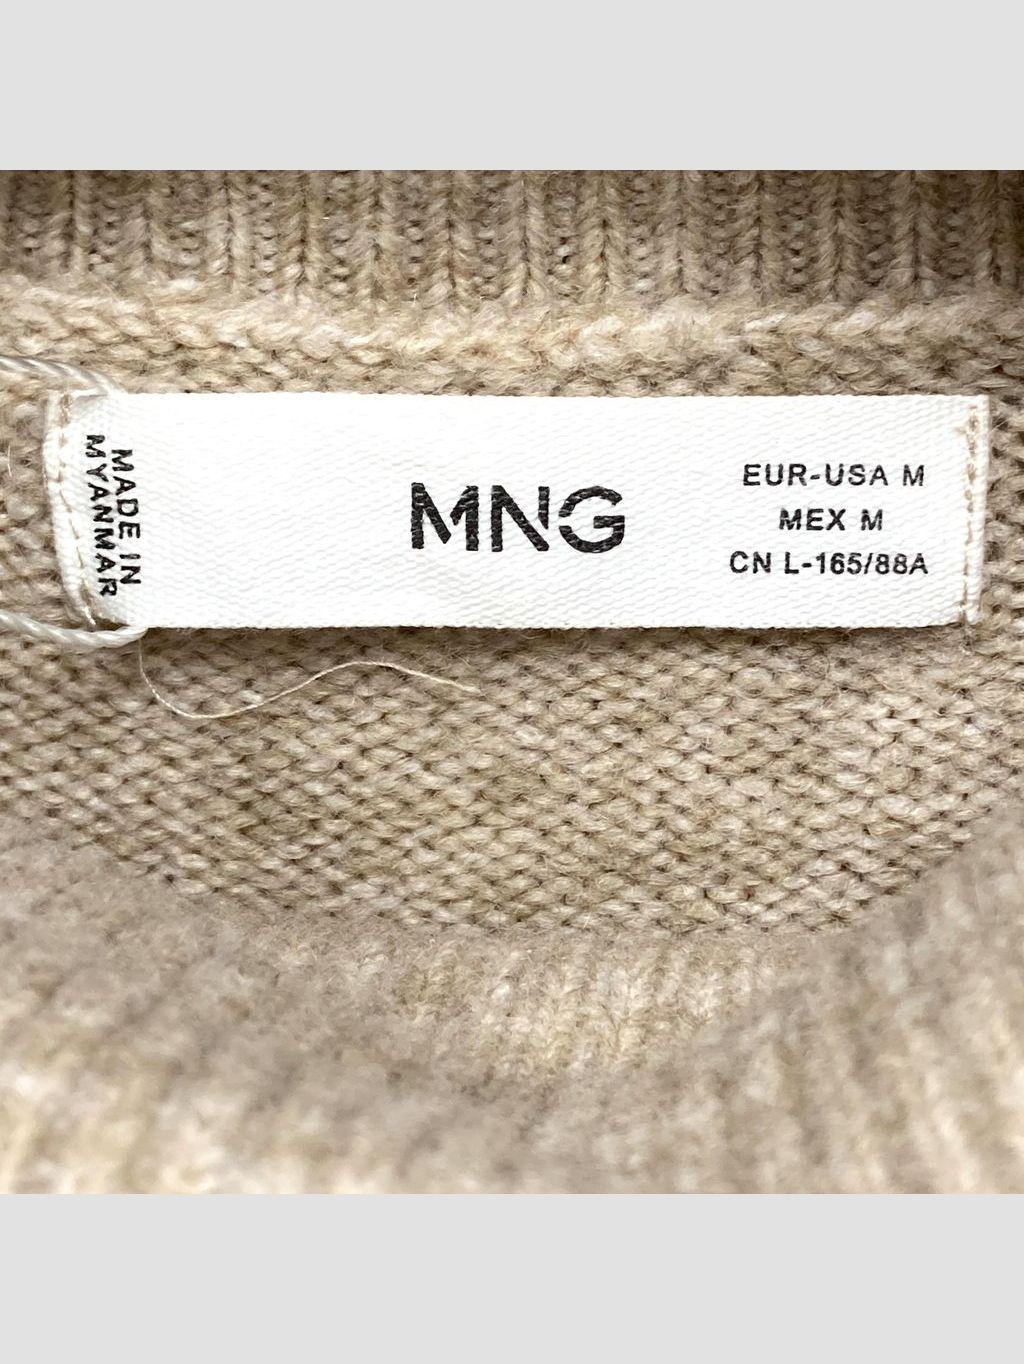 MADE IN
MYANMAR
MNG
EUR-USA M
MEX M
CN L-165/88A